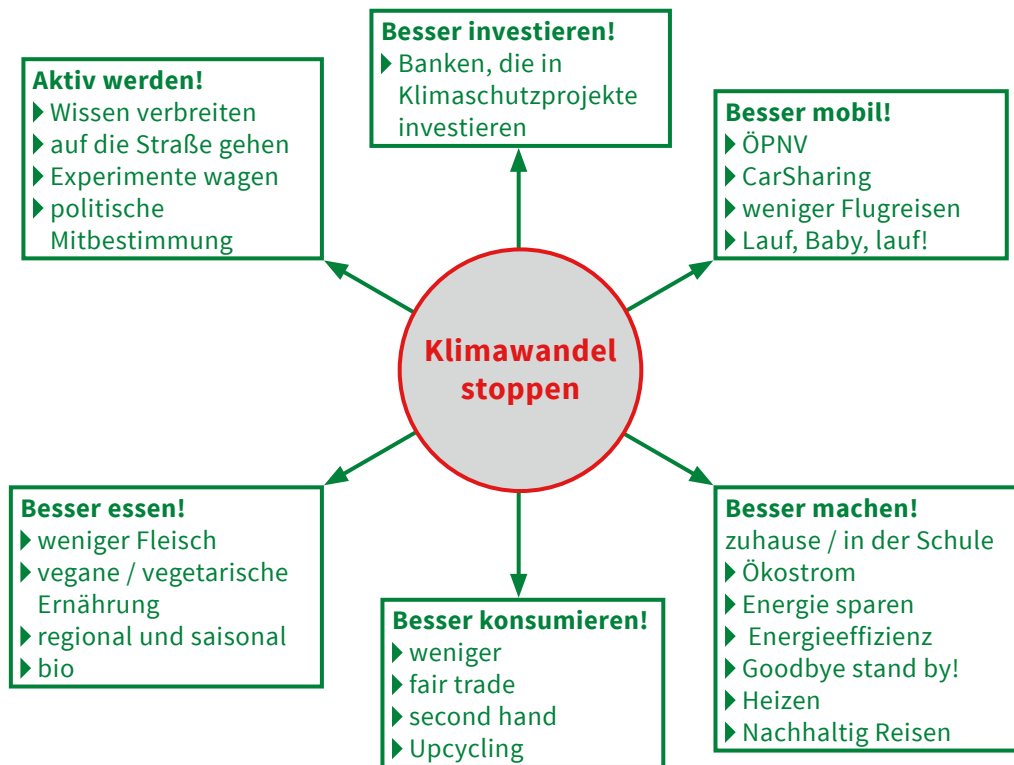 Besser investieren!
Banken, die in
Klimaschutzprojekte
investieren
Aktiv werden!
Wissen verbreiten
auf die Straße gehen
Experimente wagen
politische
Mitbestimmung
Besser mobil!
ÖPNV
CarSharing
weniger Flugreisen
Lauf, Baby, lauf!
Klimawandel
stoppen
Besser essen!
weniger Fleisch
vegane / vegetarische
Ernährung
regional und saisonal
bio
Besser konsumieren!
weniger
fair trade
second hand
Upcycling
Besser machen!
zuhause / in der Schule
Ökostrom
Energie sparen
Energieeffizienz
Goodbye stand by!
Heizen
Nachhaltig Reisen